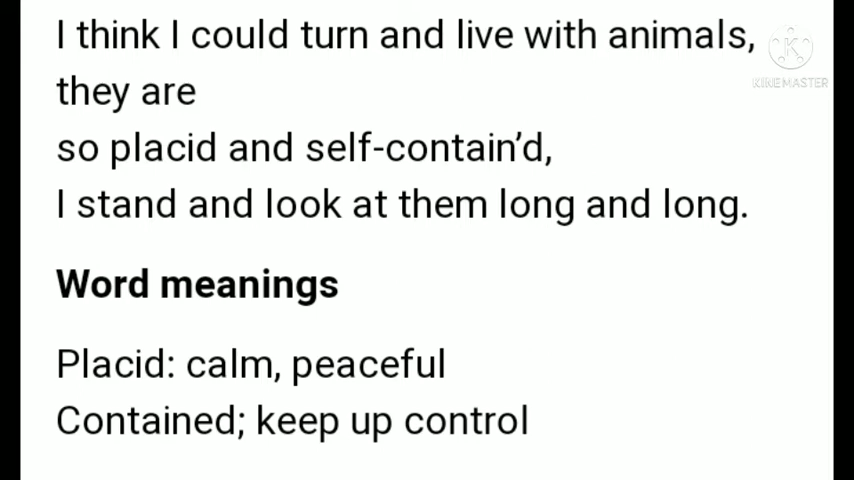 I think I could turn and live with animals,
they are
so placid and self-contain’d,
I stand and look at them long and long.
Word meanings
Placid: calm, peaceful
Contained; keep up control
KINEMASTER